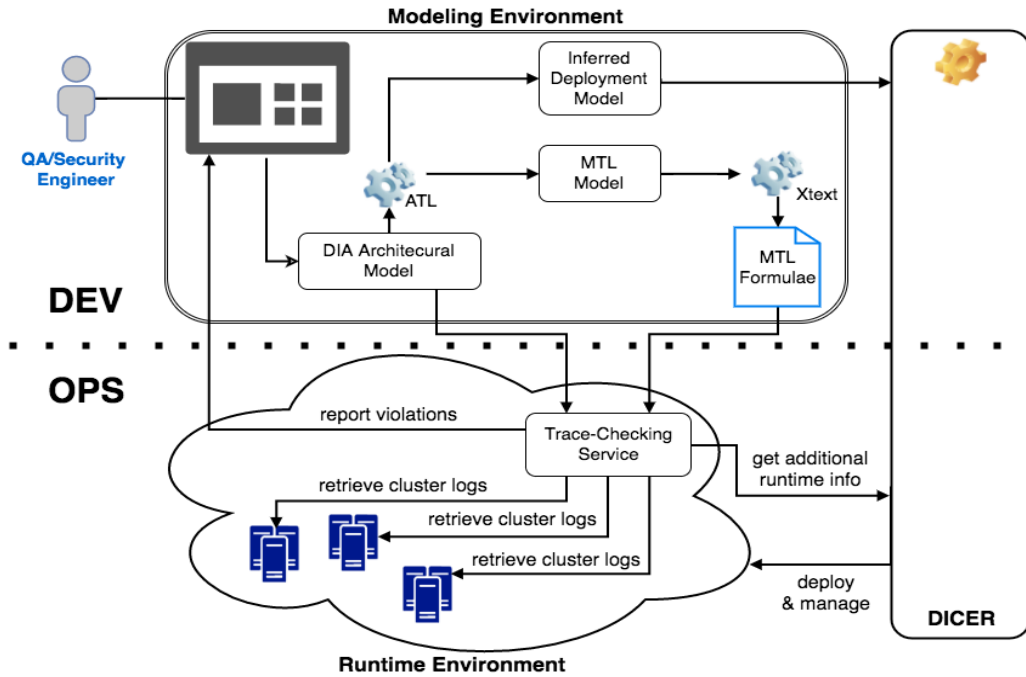 Modeling Environment
Inferred
Deployment
Model
QA/Security
Engineer
MTL
Model
ATL
Xtext
DIA Architecural
Model
MTL
Formulae
DEV
OPS
report violations
Trace-Checking
Service
get additional
runtime info
retrieve cluster logs
retrieve cluster logs
retrieve cluster logs
deploy
& manage
DICER
Runtime Environment